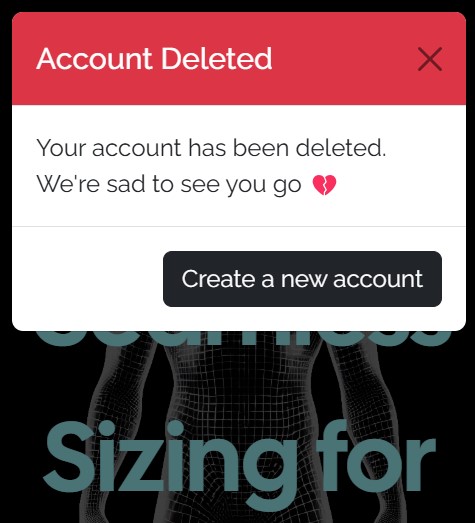 Account Deleted
Your account has been deleted.
We're sad to see you go 💔
Create a new account
Seamless
Sizing for